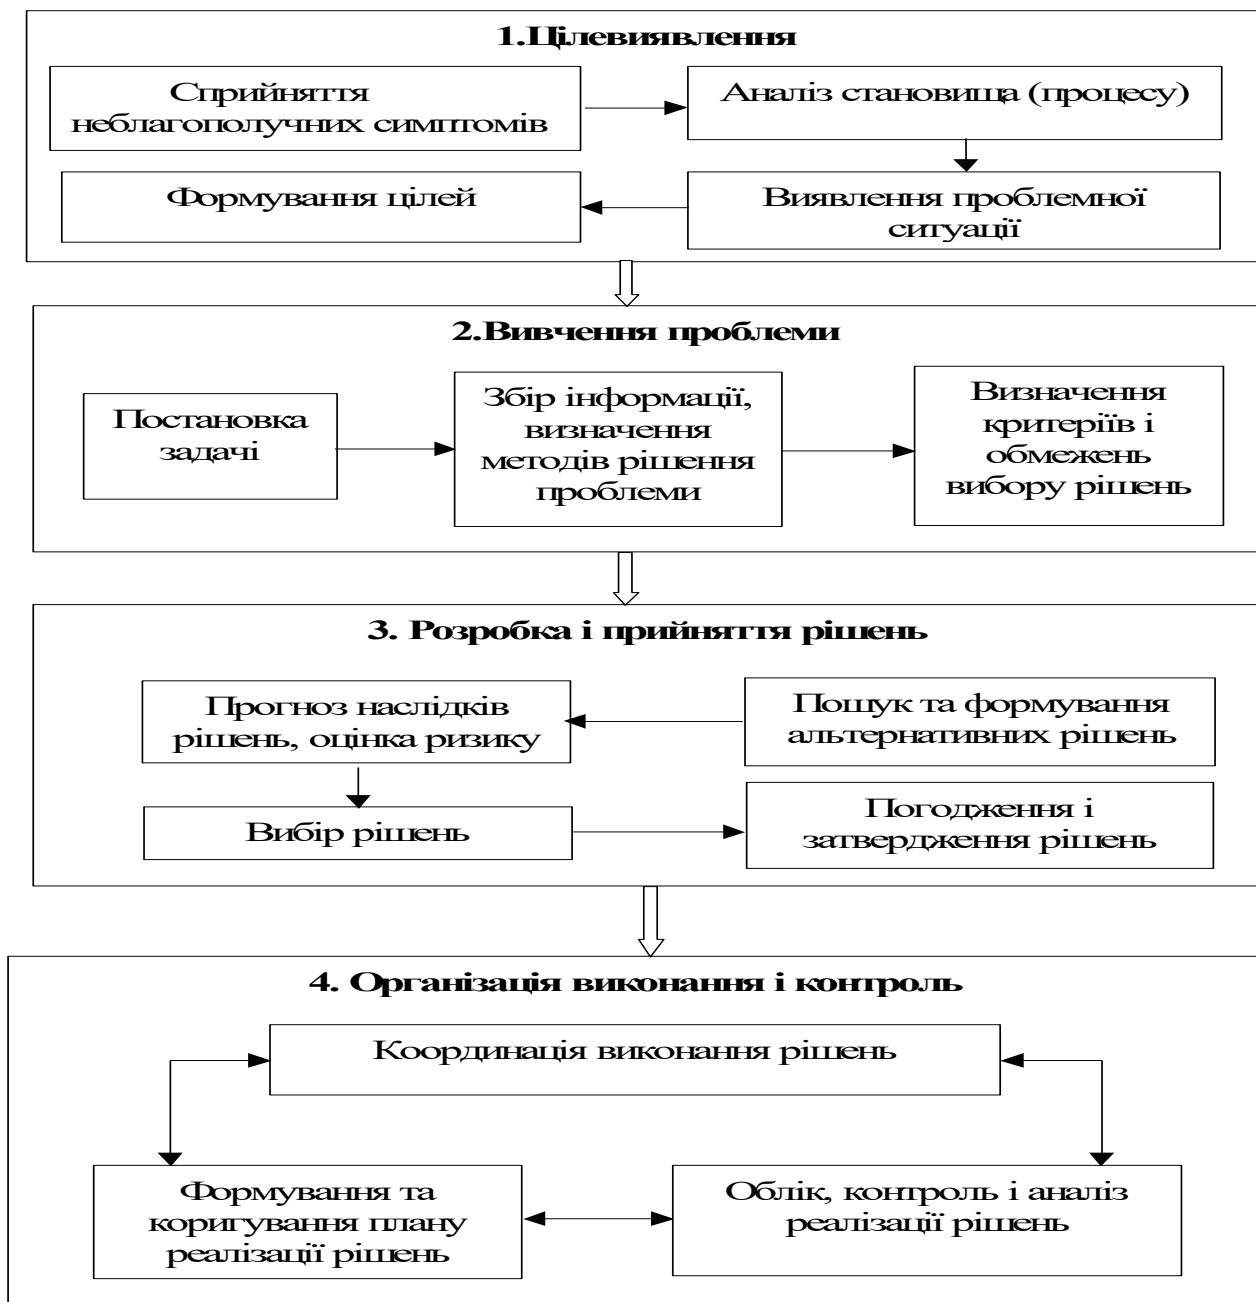 1.Цілевиявлення
Сприйняття
неблагополучних симптомів
Аналіз становища (процесу)
Формування цілей
Виявлення проблемної
ситуації
2.Вивчення проблеми
Постановка
задачі
Збір інформації,
визначення
методів рішення
проблеми
Визначення
критеріїв і
обмежень
вибору рішень
3. Розробка і прийняття рішень
Прогноз наслідків
рішень, оцінка ризику
Пошук та формування
альтернативних рішень
Вибір рішень
Погодження і
затвердження рішень
4. Організація виконання і контроль
Координація виконання рішень
Формування та
коригування плану
реалізації рішень
Облік, контроль і аналіз
реалізації рішень